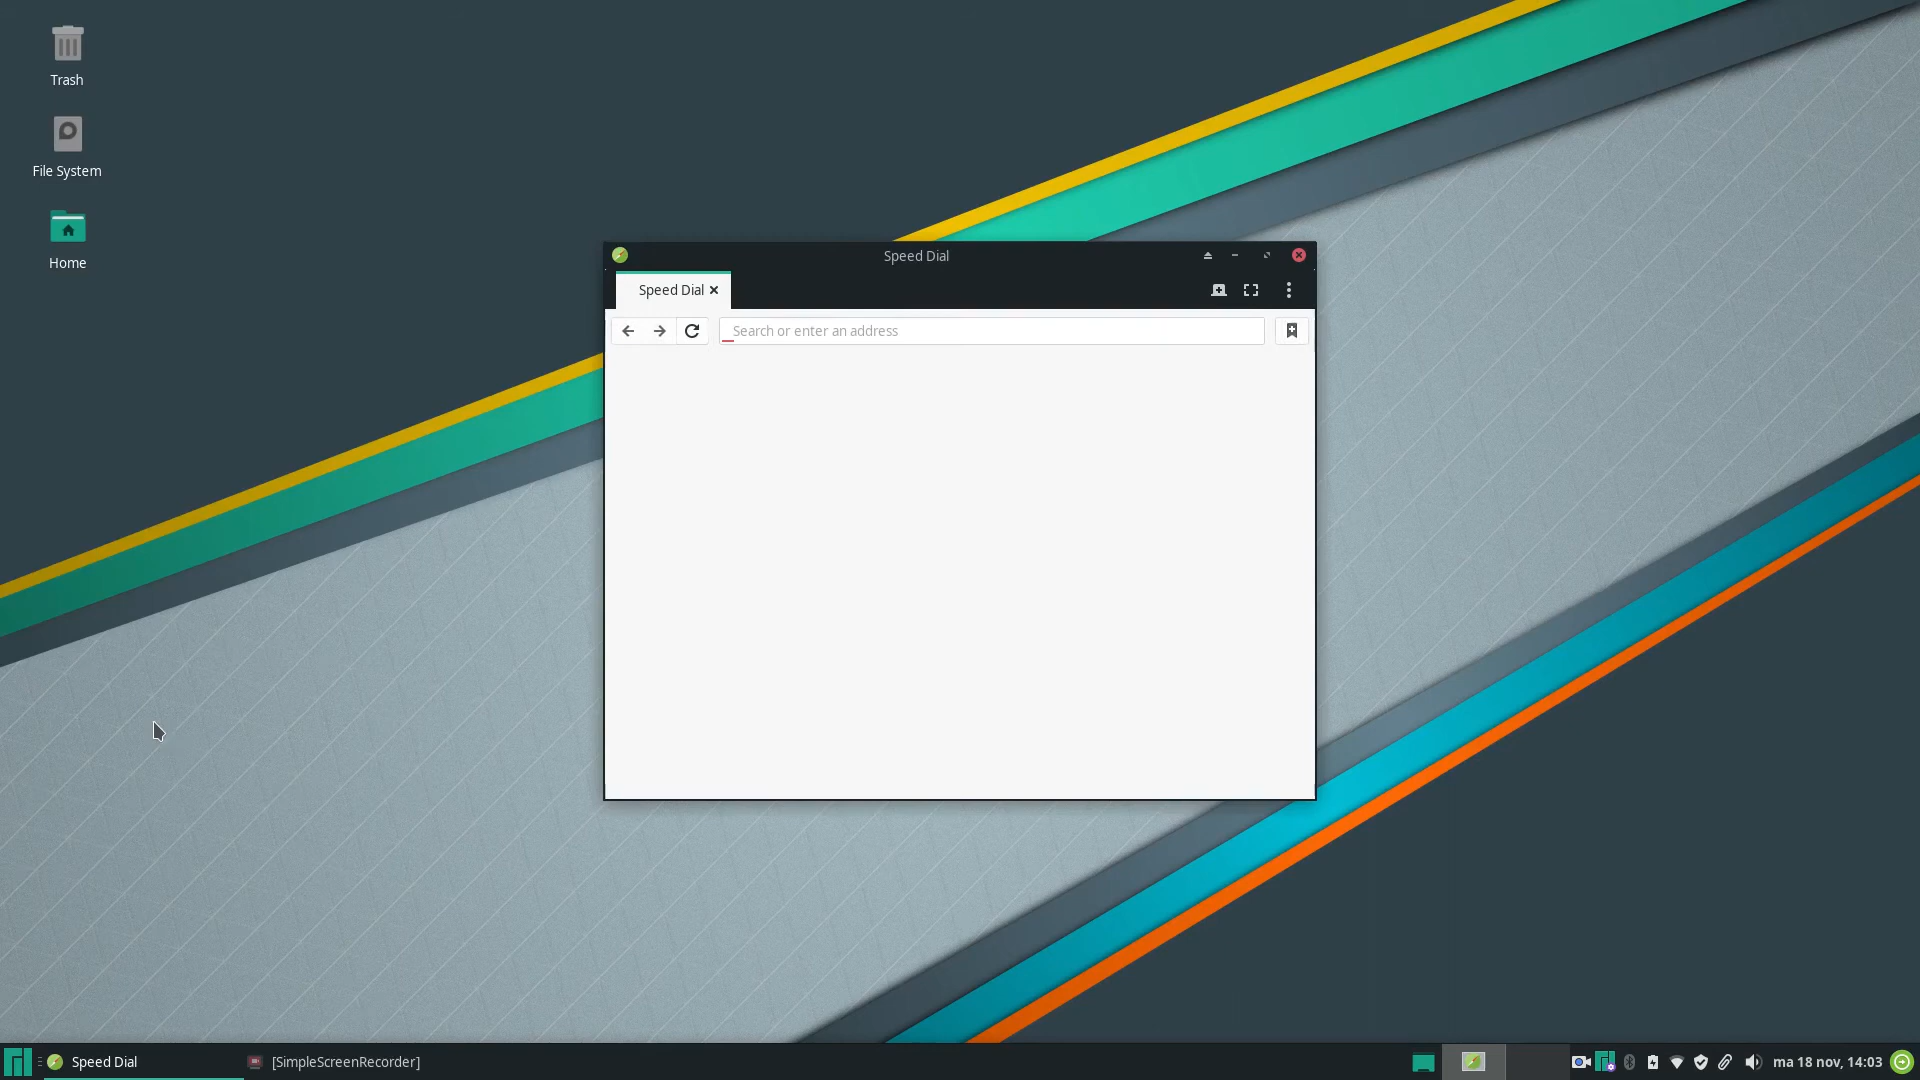 Trash
File System
Home
Speed Dial
Speed Dial
Search or enter an address
Speed Dial
[SimpleScreenRecorder]
ma 18 nov, 14:03